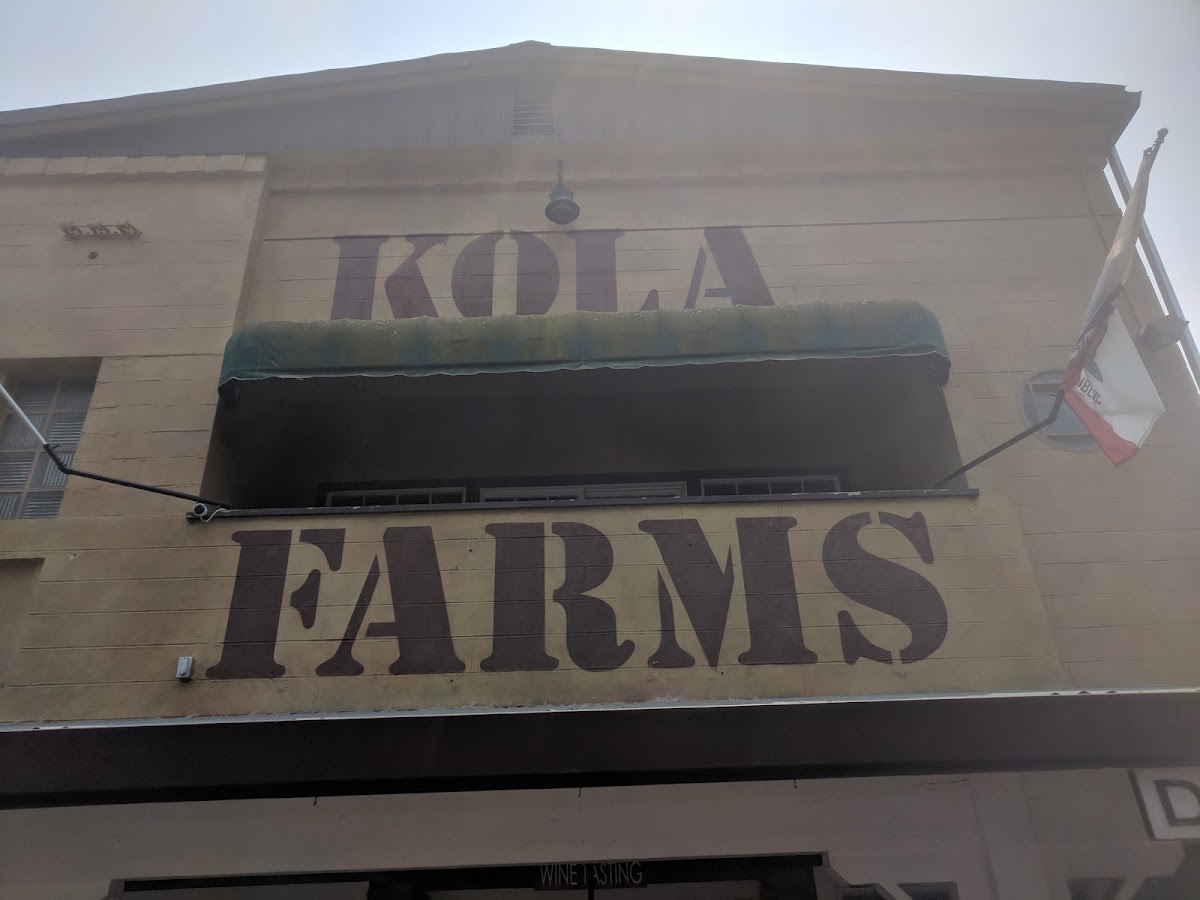 KOLA
FARMS
WINE TASTING
D